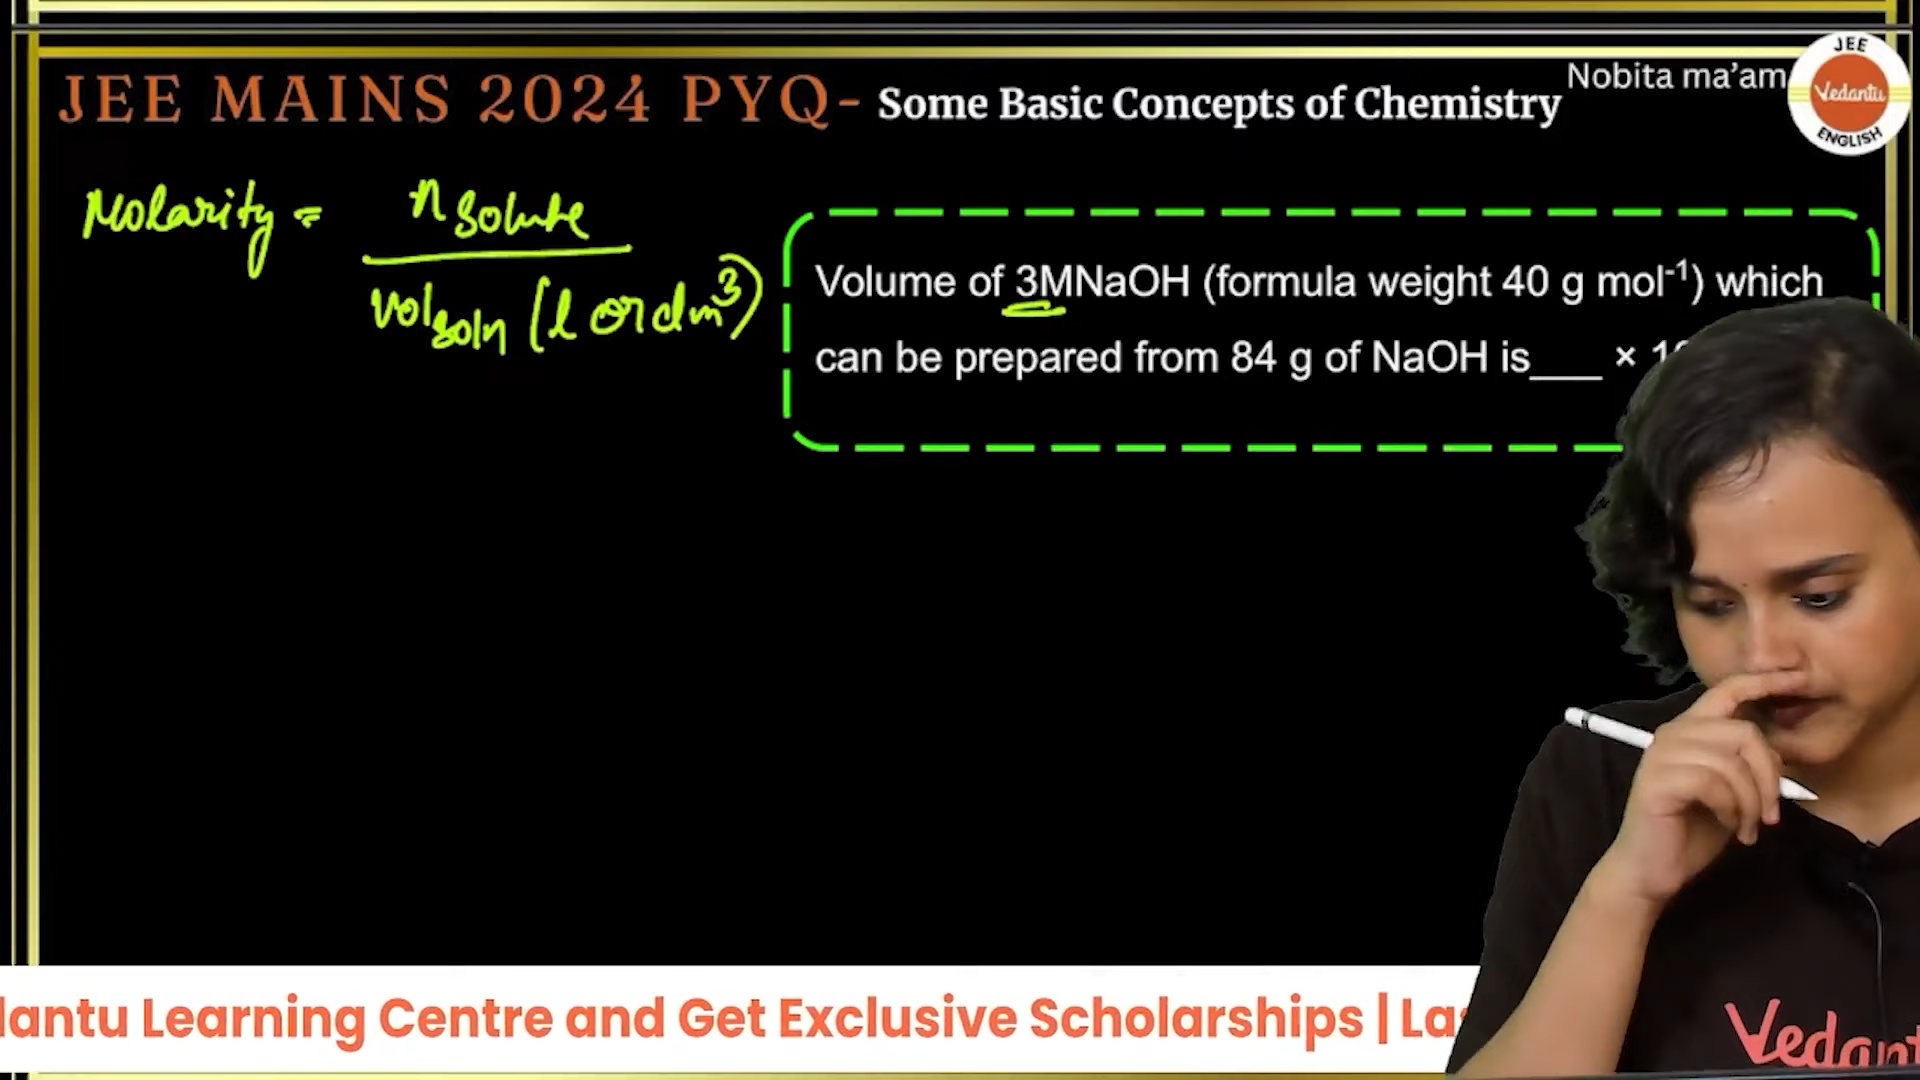 JEE MAINS 2024 PYQ- Some Basic Concepts of Chemistry
Nobita ma'am
JEE
Vedantu
ENGLISH
Molarity = n solute
vol soln (l or dm³)
Volume of 3MNaOH (formula weight 40 g mol⁻¹) which
can be prepared from 84 g of NaOH is___ ×
dantu Learning Centre and Get Exclusive Scholarships |
Vedant